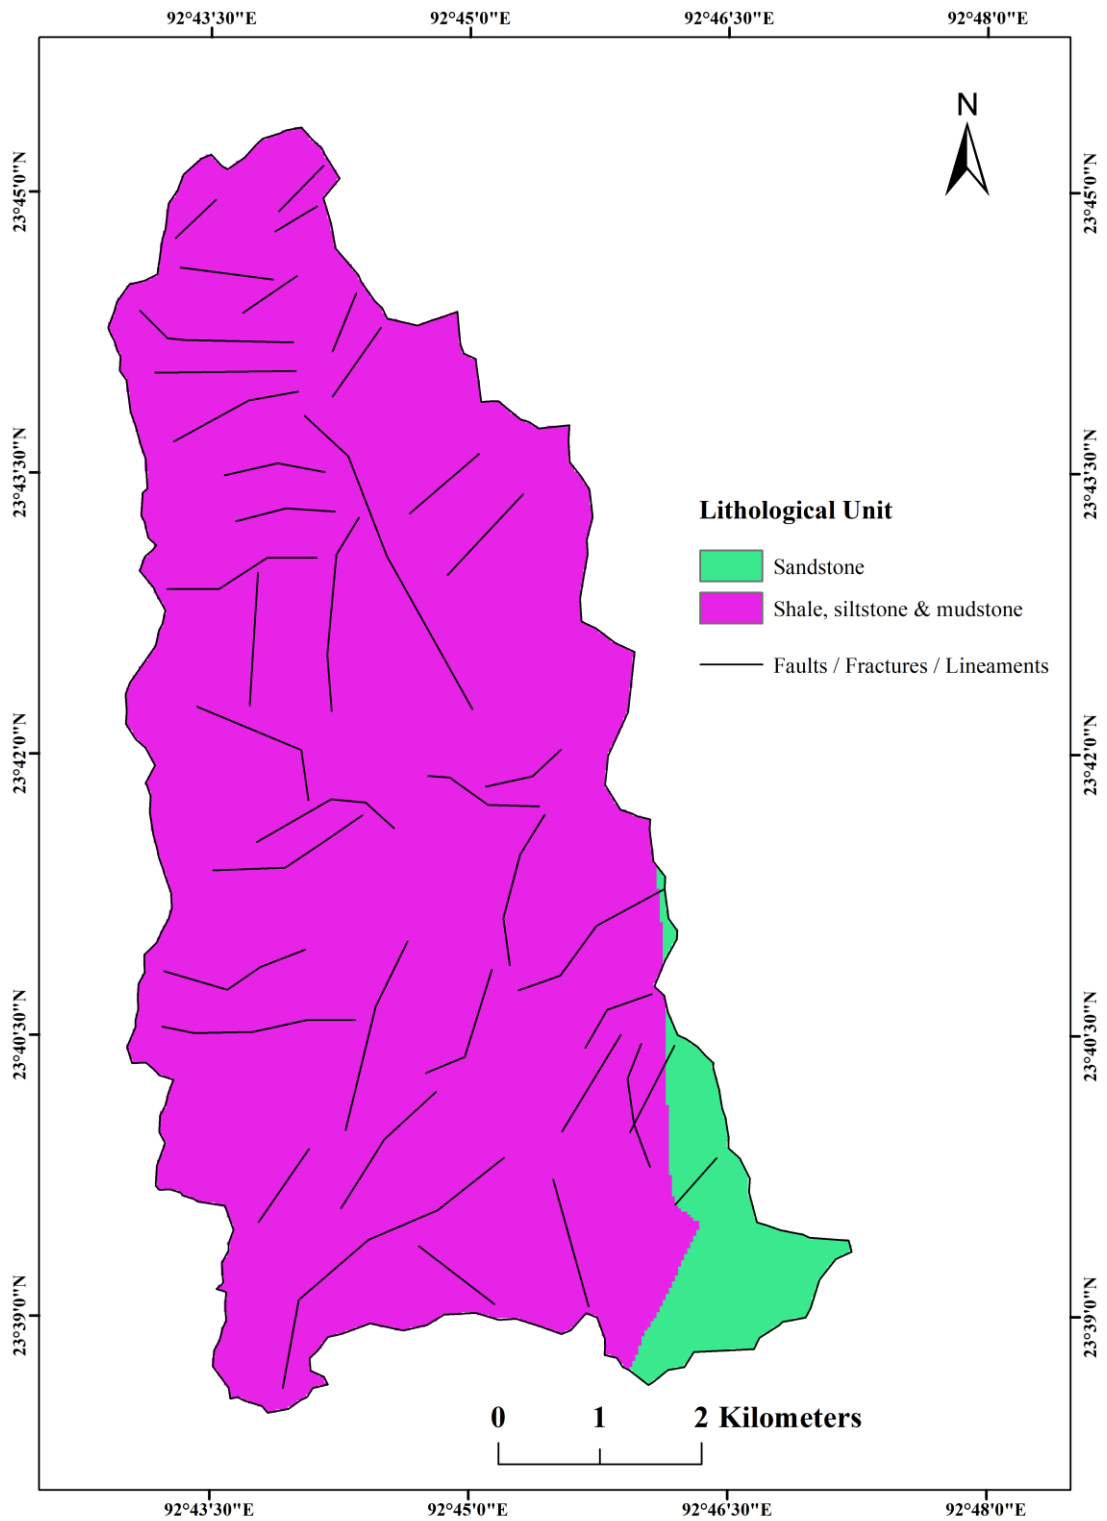 92°43'30"E 92°45'0"E 92°46'30"E 92°48'0"E
N
23°45'0"N 23°45'0"N
23°43'30"N 23°43'30"N
Lithological Unit
Sandstone
Shale, siltstone & mudstone
Faults / Fractures / Lineaments
23°42'0"N 23°42'0"N
23°40'30"N 23°40'30"N
23°39'0"N 23°39'0"N
0 1 2 Kilometers
92°43'30"E 92°45'0"E 92°46'30"E 92°48'0"E